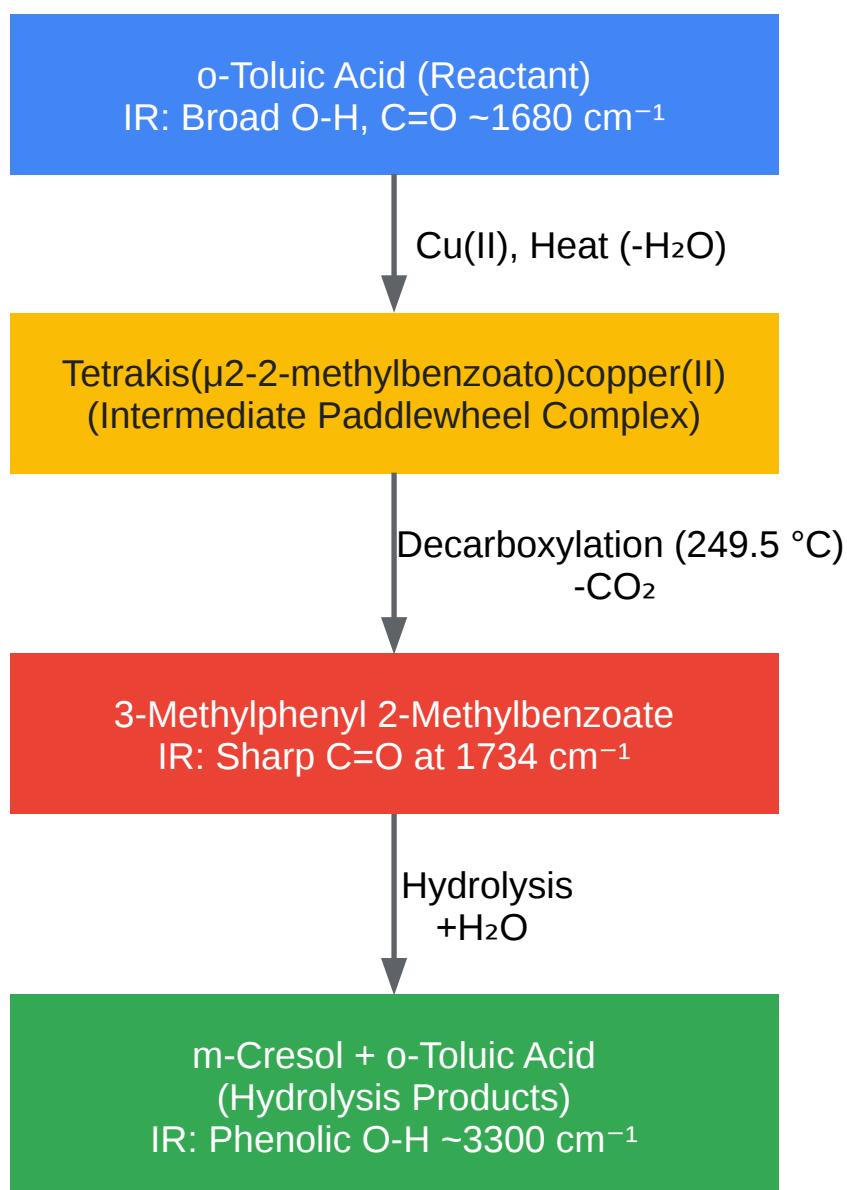 o-Toluic Acid (Reactant)
IR: Broad O-H, C=O ~1680 cm⁻¹
Cu(II), Heat (-H₂O)
Tetrakis(μ2-2-methylbenzoato)copper(II)
(Intermediate Paddlewheel Complex)
Decarboxylation (249.5 °C)
-CO₂
3-Methylphenyl 2-Methylbenzoate
IR: Sharp C=O at 1734 cm⁻¹
Hydrolysis
+H₂O
m-Cresol + o-Toluic Acid
(Hydrolysis Products)
IR: Phenolic O-H ~3300 cm⁻¹